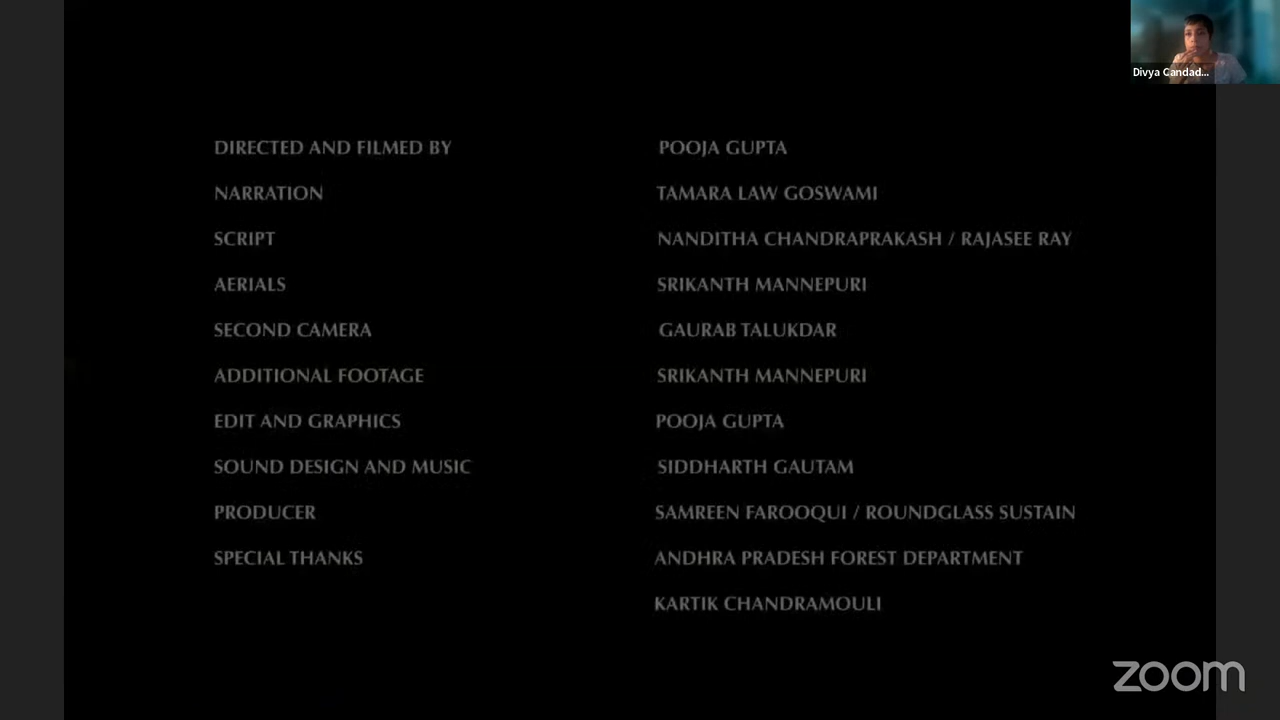 Divya Candad...
DIRECTED AND FILMED BY POOJA GUPTA
NARRATION TAMARA LAW GOSWAMI
SCRIPT NANDITHA CHANDRAPRAKASH / RAJASEE RAY
AERIALS SRIKANTH MANNEPURI
SECOND CAMERA GAURAB TALUKDAR
ADDITIONAL FOOTAGE SRIKANTH MANNEPURI
EDIT AND GRAPHICS POOJA GUPTA
SOUND DESIGN AND MUSIC SIDDHARTH GAUTAM
PRODUCER SAMREEN FAROOQUI / ROUNDGLASS SUSTAIN
SPECIAL THANKS ANDHRA PRADESH FOREST DEPARTMENT
KARTIK CHANDRAMOULI
zoom